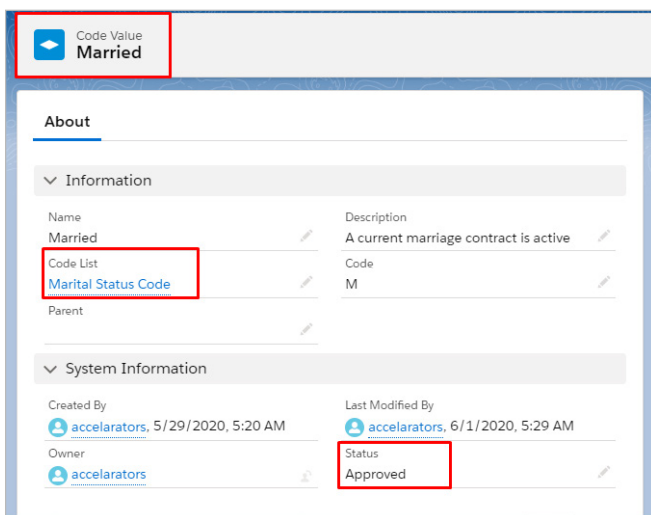 Code Value
Married
About
Information
Name
Married
Description
A current marriage contract is active
Code List
Marital Status Code
Code
M
Parent
System Information
Created By
accelarators, 5/29/2020, 5:20 AM
Last Modified By
accelarators, 6/1/2020, 5:29 AM
Owner
accelarators
Status
Approved